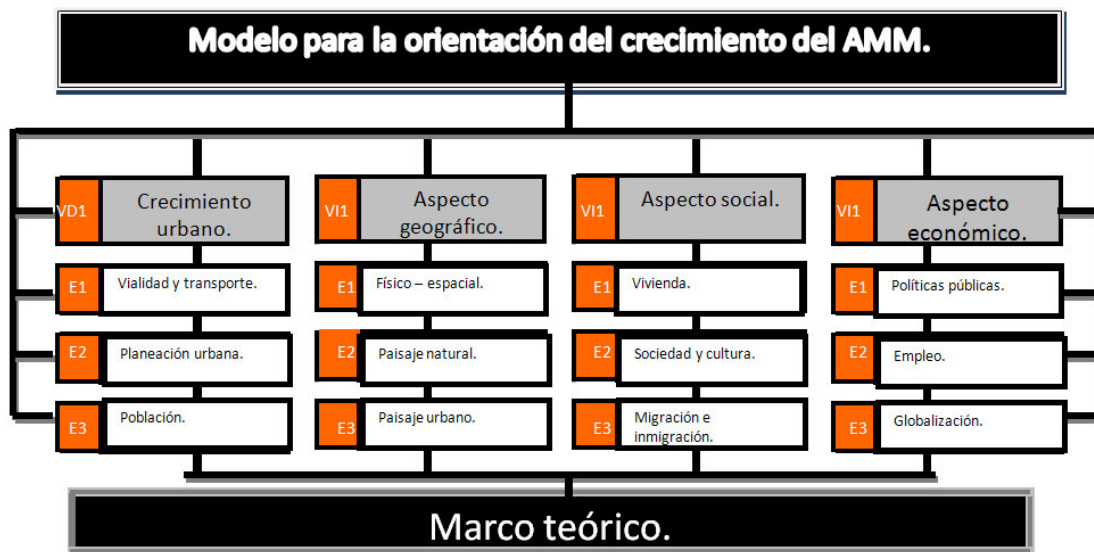 Modelo para la orientación del crecimiento del AMM.
VD1
Crecimiento
urbano.
E1
Vialidad y transporte.
E2
Planeación urbana.
E3
Población.
VI1
Aspecto
geográfico.
E1
Físico – espacial.
E2
Paisaje natural.
E3
Paisaje urbano.
VI1
Aspecto social.
E1
Vivienda.
E2
Sociedad y cultura.
E3
Migración e
inmigración.
VI1
Aspecto
económico.
E1
Políticas públicas.
E2
Empleo.
E3
Globalización.
Marco teórico.